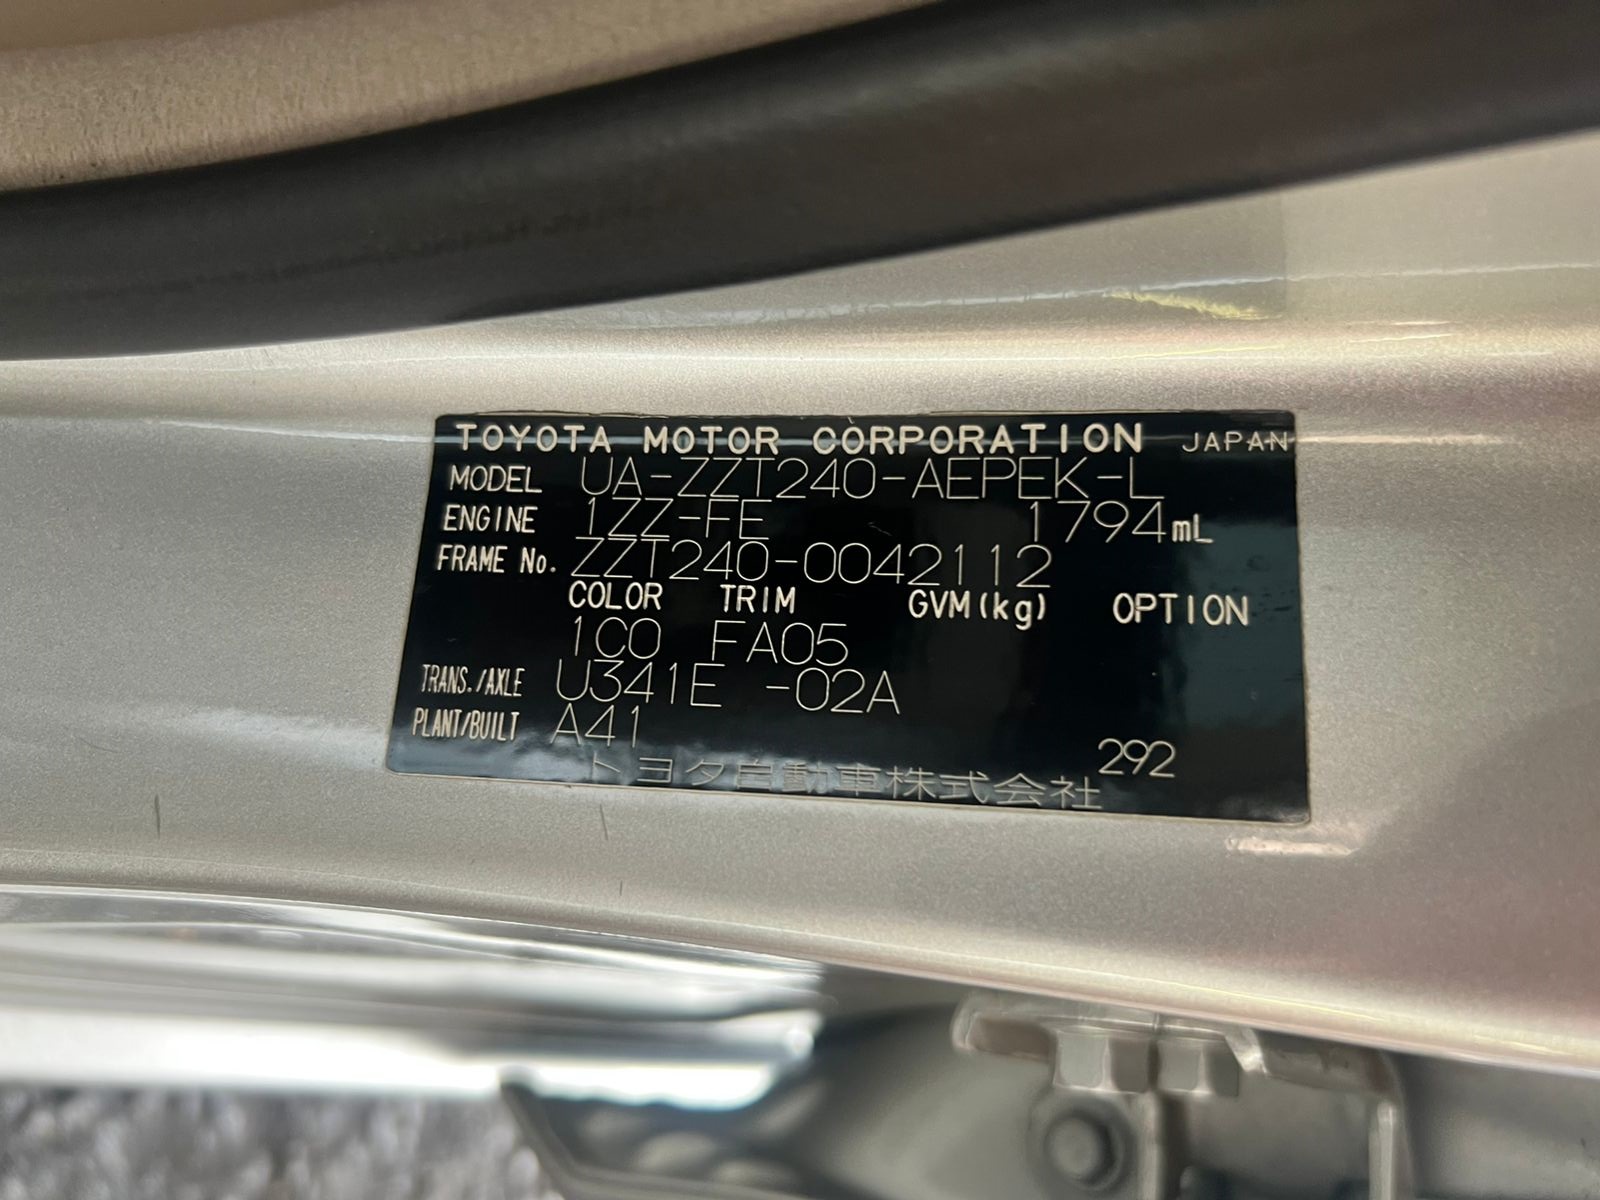 TOYOTA MOTOR CORPORATION JAPAN
MODEL UA-ZZT240-AEPEK-L
ENGINE 1ZZ-FE 1794mL
FRAME No. ZZT240-0042112
COLOR TRIM GVM(kg) OPTION
1C0 FA05
TRANS./AXLE U341E -02A
PLANT/BUILT A41
292
トヨタ自動車株式会社